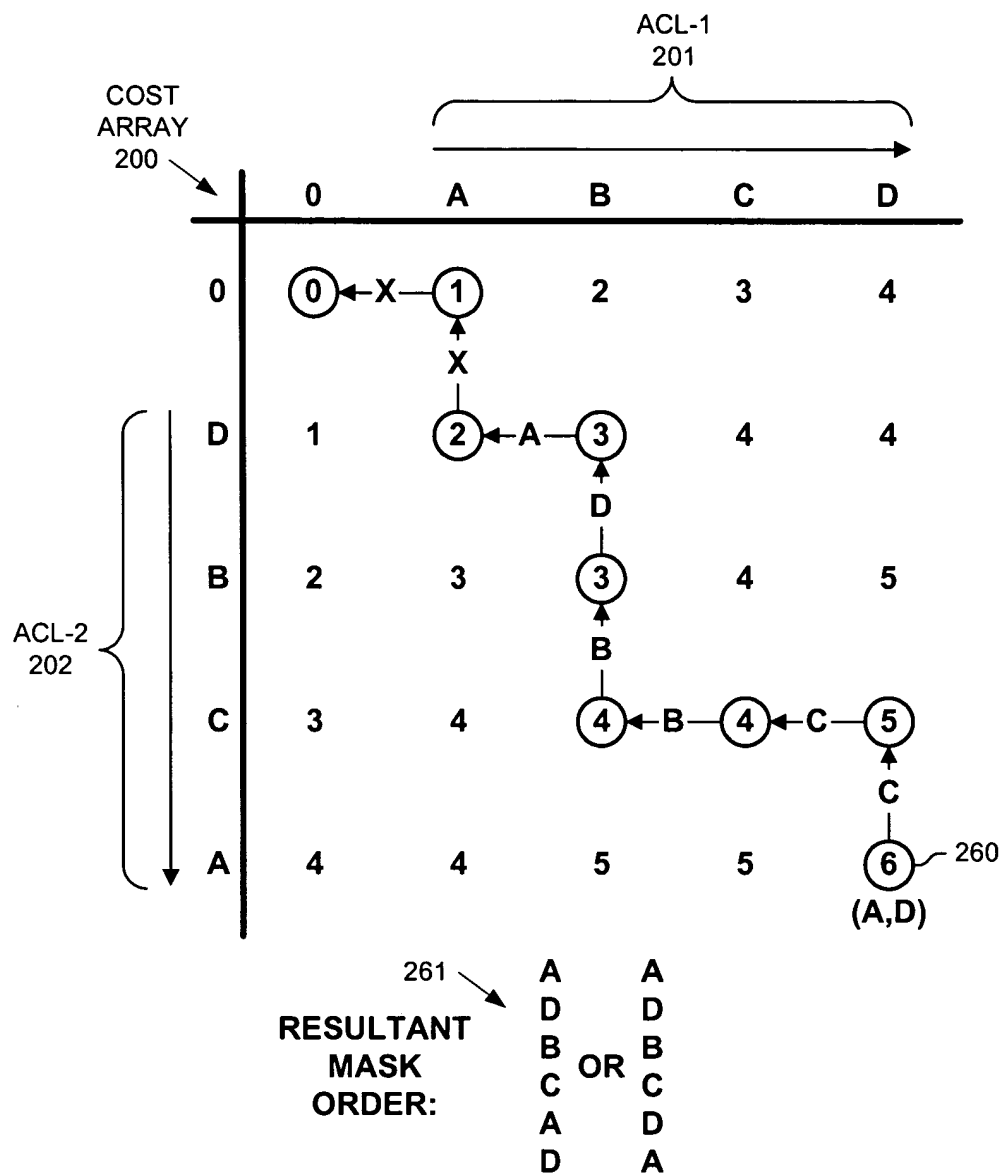 ACL-1
201
COST
ARRAY
200
0 A B C D
0 0 X 1 2 3 4
X
D 1 2 A 3 4 4
D
B 2 3 3 4 5
B
ACL-2
202
C 3 4 4 B 4 C 5
C
A 4 4 5 5 6 260
(A,D)
261
RESULTANT
MASK
ORDER:
A
D
B
C
A
D
OR
A
D
B
C
D
A